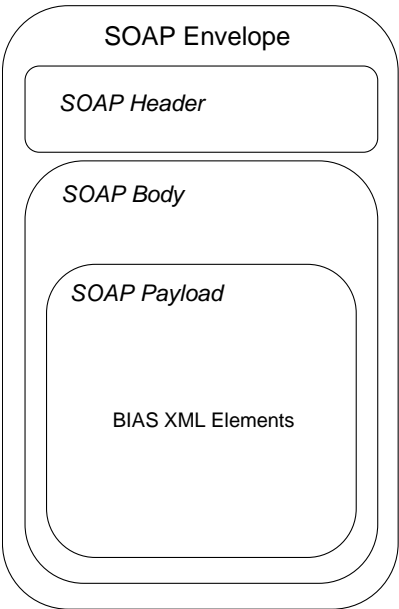 SOAP Envelope
SOAP Header
SOAP Body
SOAP Payload
BIAS XML Elements